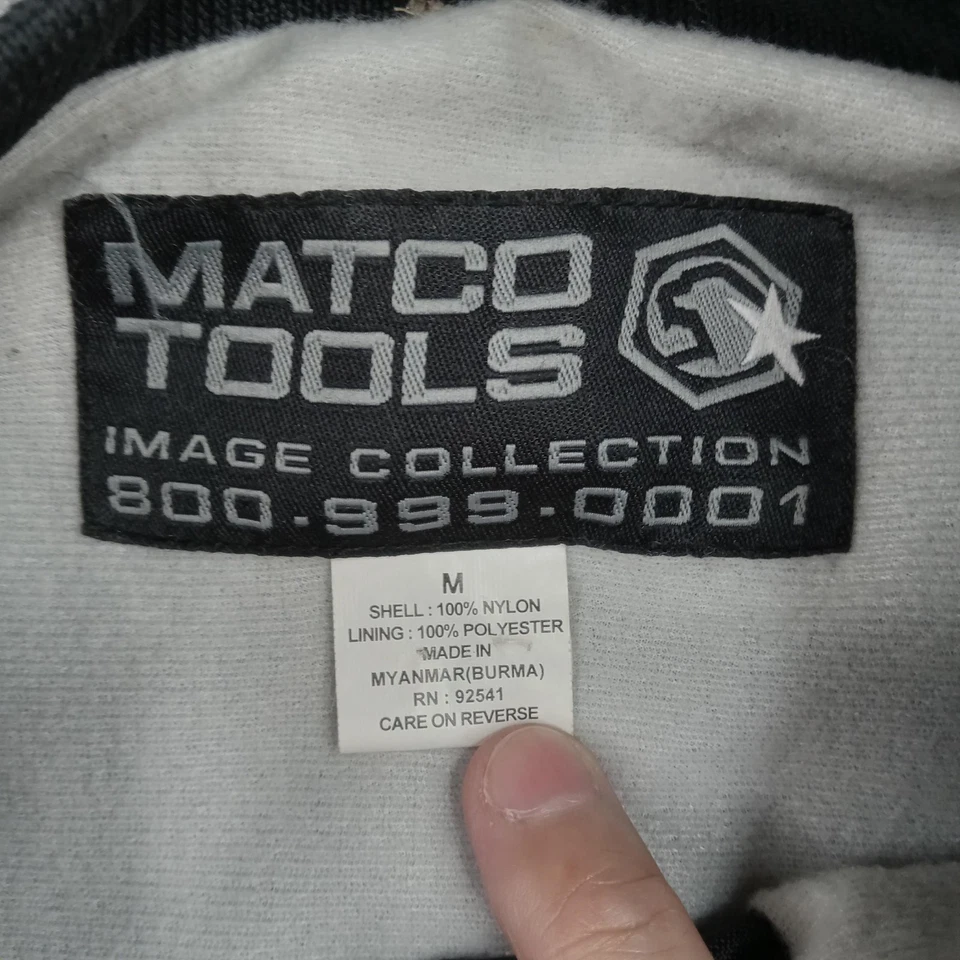 MATCO
TOOLS
IMAGE COLLECTION
800.999.0001
M
SHELL : 100% NYLON
LINING : 100% POLYESTER
MADE IN
MYANMAR(BURMA)
RN : 92541
CARE ON REVERSE